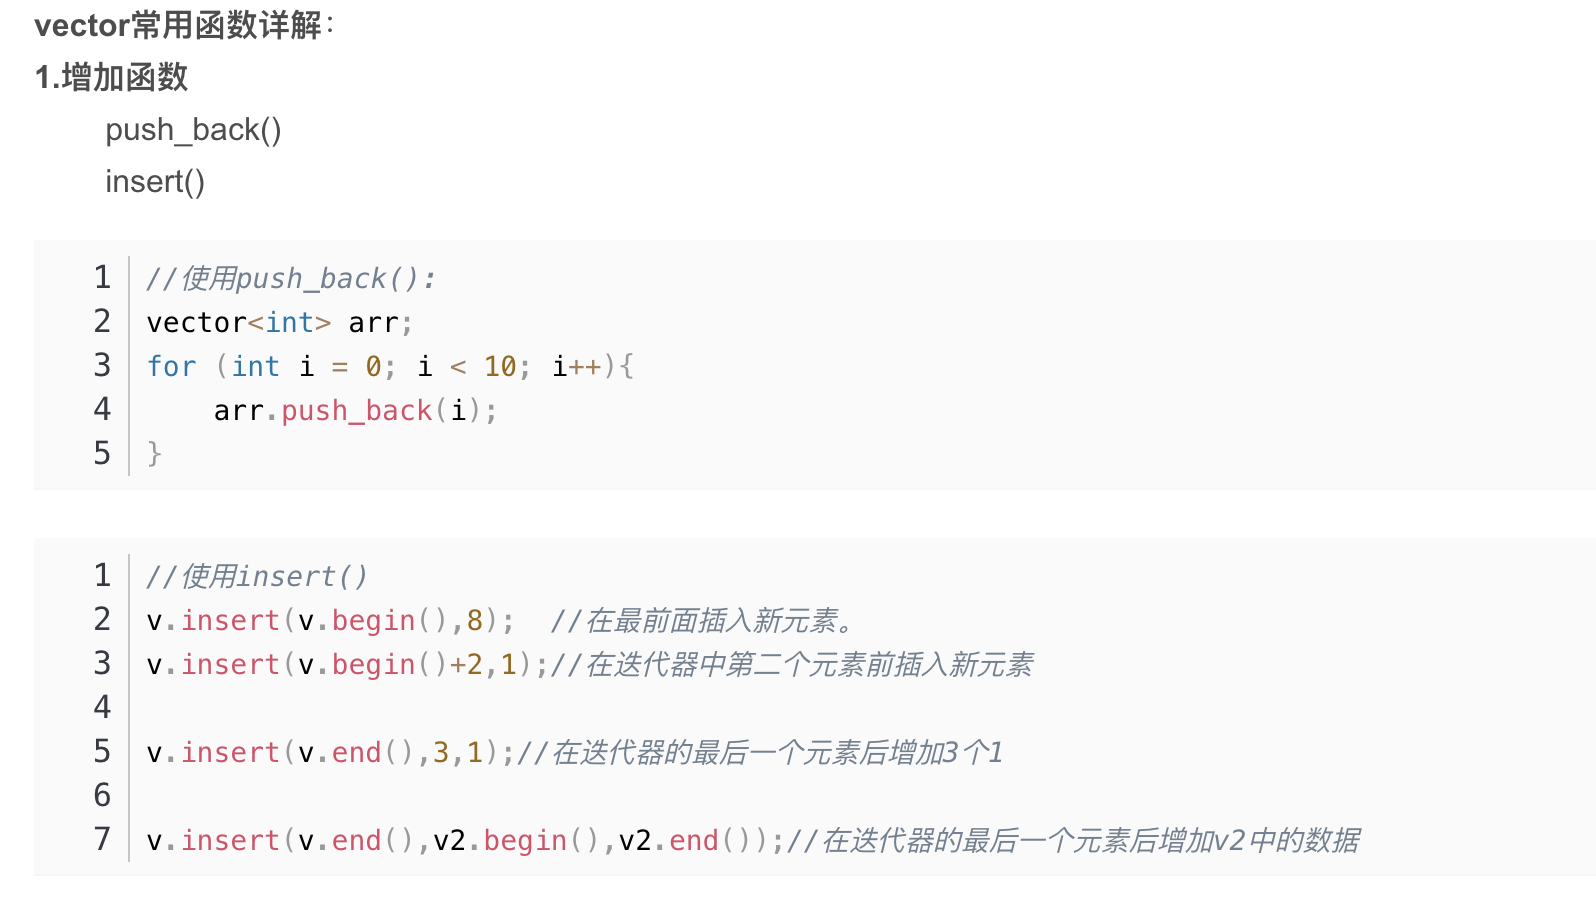 vector常用函数详解：
1.增加函数
push_back()
insert()
1 //使用push_back():
2 vector<int> arr;
3 for (int i = 0; i < 10; i++){
4     arr.push_back(i);
5 }
1 //使用insert()
2 v.insert(v.begin(),8);  //在最前面插入新元素。
3 v.insert(v.begin()+2,1);//在迭代器中第二个元素前插入新元素
4
5 v.insert(v.end(),3,1);//在迭代器的最后一个元素后增加3个1
6
7 v.insert(v.end(),v2.begin(),v2.end());//在迭代器的最后一个元素后增加v2中的数据